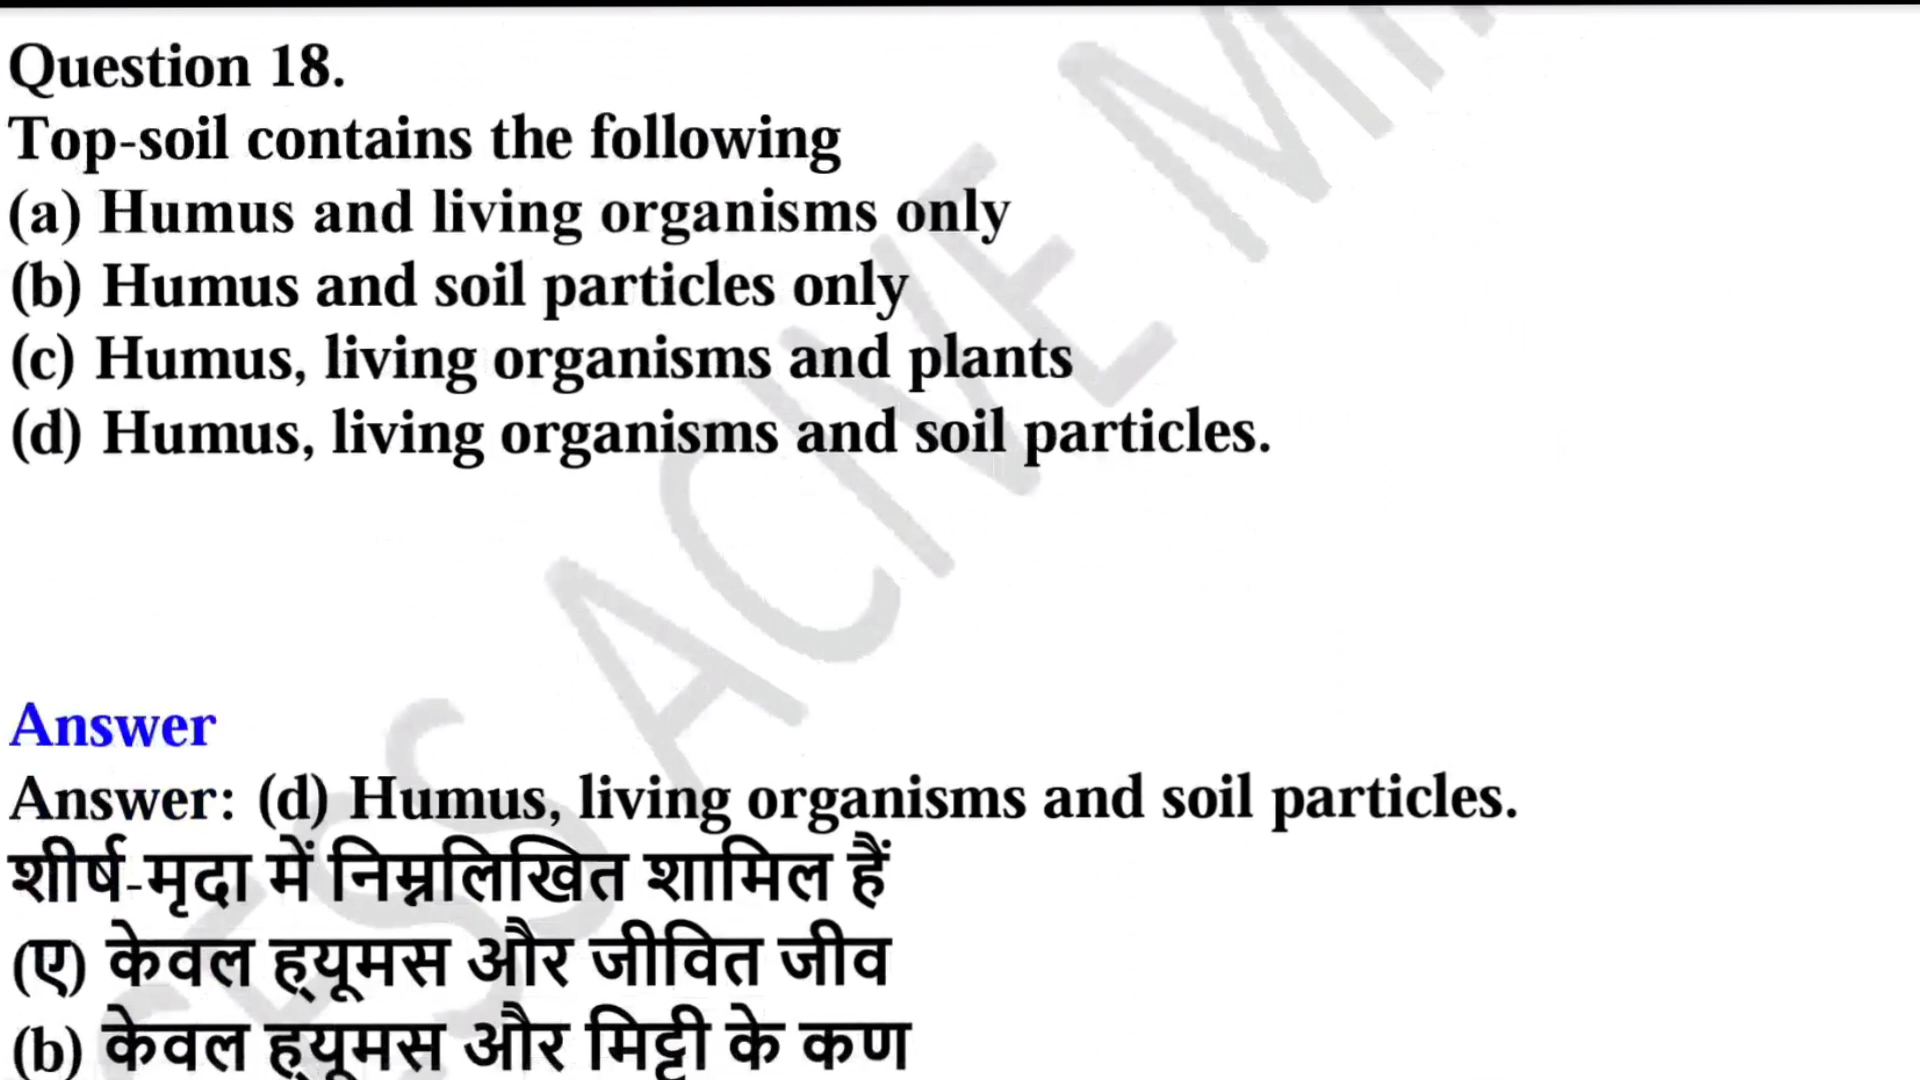 Question 18.
Top-soil contains the following
(a) Humus and living organisms only
(b) Humus and soil particles only
(c) Humus, living organisms and plants
(d) Humus, living organisms and soil particles.
Answer
Answer: (d) Humus, living organisms and soil particles.
शीर्ष-मृदा में निम्नलिखित शामिल हैं
(ए) केवल ह्यूमस और जीवित जीव
(b) केवल ह्यूमस और मिट्टी के कण
ACIVE